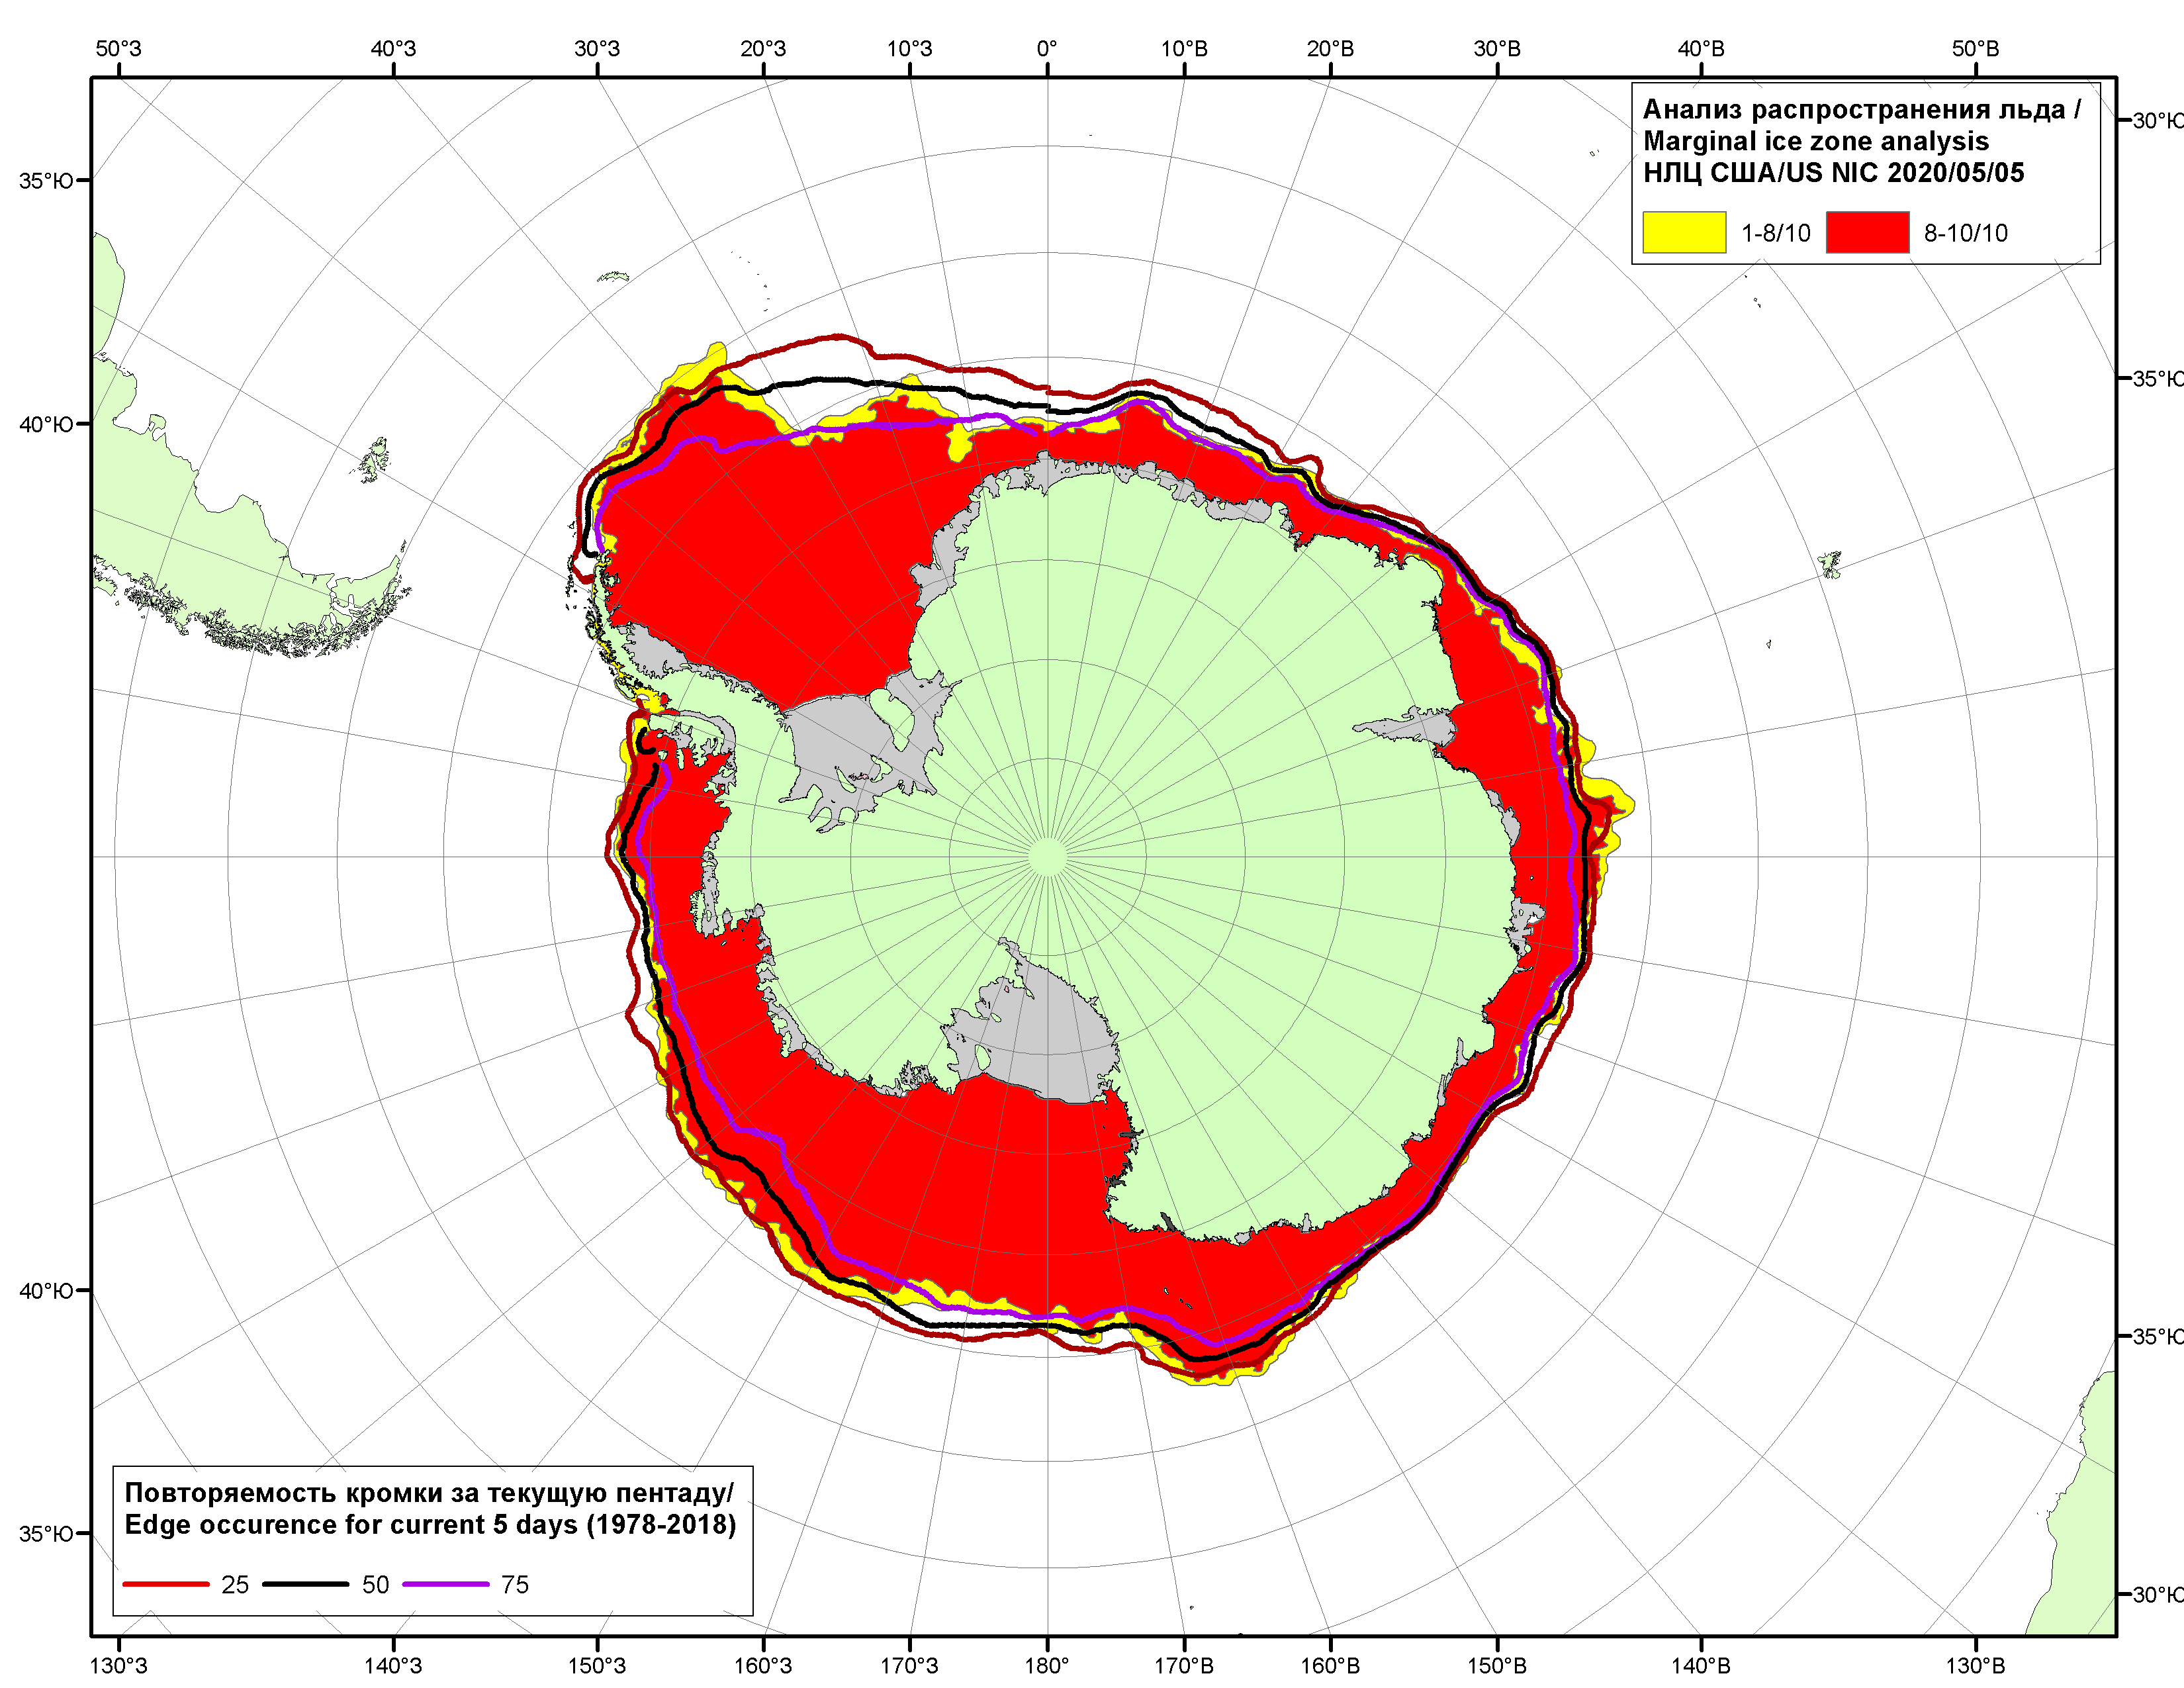 50°З 40°З 30°З 20°З 10°З 0° 10°В 20°В 30°В 40°В 50°В
Анализ распространения льда /
Marginal ice zone analysis
НЛЦ США/US NIC 2020/05/05
1-8/10 8-10/10
30°Ю
35°Ю
35°Ю
40°Ю
40°Ю
35°Ю
35°Ю
30°Ю
Повторяемость кромки за текущую пентаду/
Edge occurence for current 5 days (1978-2018)
25 50 75
130°З 140°З 150°З 160°З 170°З 180° 170°В 160°В 150°В 140°В 130°В